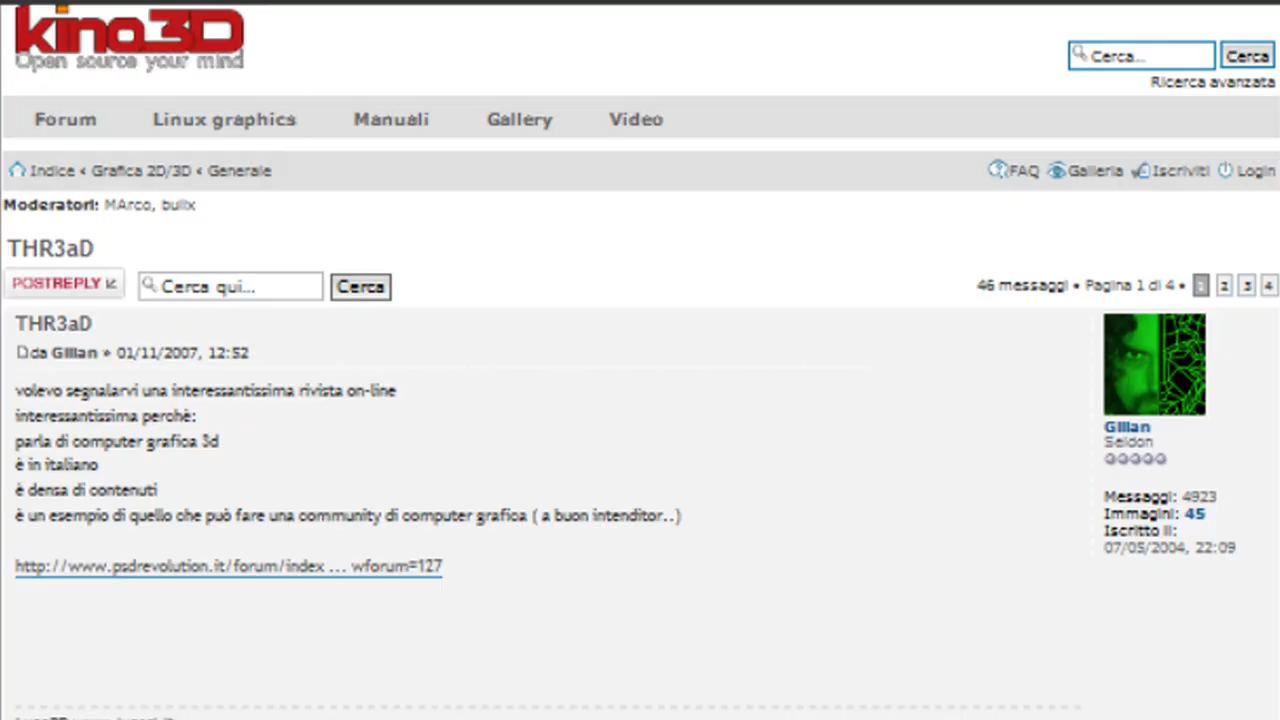 kino3D
Open source your mind
Cerca... Cerca
Ricerca avanzata
Forum Linux graphics Manuali Gallery Video
Indice ‹ Grafica 2D/3D ‹ Generale FAQ Galleria Iscriviti Login
Moderatori: MArco, bullx
THR3aD
POSTREPLY Cerca qui... Cerca 46 messaggi • Pagina 1 di 4 • 1 2 3 4
THR3aD
da Gillan » 01/11/2007, 12:52
volevo segnalarvi una interessantissima rivista on-line
interessantissima perchè:
parla di computer grafica 3d
è in italiano
è densa di contenuti
è un esempio di quello che può fare una community di computer grafica ( a buon intenditor..)
http://www.psdrevolution.it/forum/index ... wforum=127
Gillan
Seldon
Messaggi: 4923
Immagini: 45
Iscritto il:
07/05/2004, 22:09